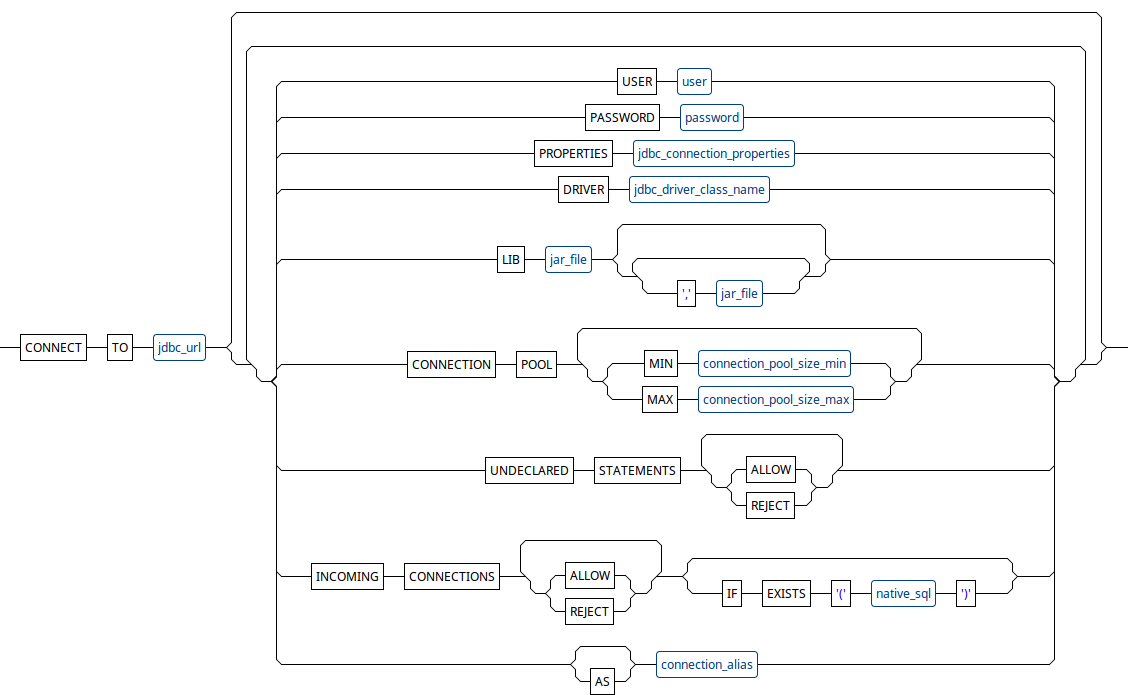 USER user
PASSWORD password
PROPERTIES jdbc_connection_properties
DRIVER jdbc_driver_class_name
LIB jar_file
',' jar_file
CONNECT TO jdbc_url
CONNECTION POOL MIN connection_pool_size_min
MAX connection_pool_size_max
UNDECLARED STATEMENTS ALLOW
REJECT
INCOMING CONNECTIONS ALLOW
IF EXISTS '(' native_sql ')'
REJECT
connection_alias
AS